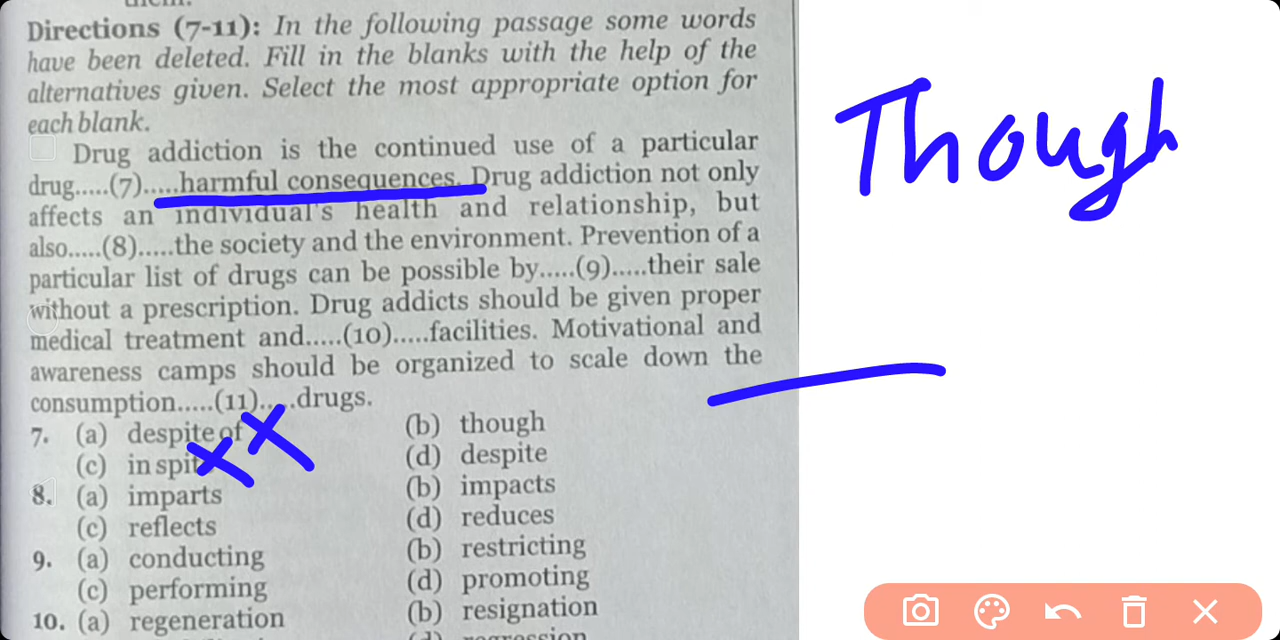 Directions (7-11): In the following passage some words
have been deleted. Fill in the blanks with the help of the
alternatives given. Select the most appropriate option for
each blank.
Drug addiction is the continued use of a particular
drug.....(7).....harmful consequences. Drug addiction not only
affects an individual's health and relationship, but
also.....(8).....the society and the environment. Prevention of a
particular list of drugs can be possible by.....(9).....their sale
without a prescription. Drug addicts should be given proper
medical treatment and.....(10).....facilities. Motivational and
awareness camps should be organized to scale down the
consumption.....(11).....drugs.
7. (a) despite of (b) though
(c) in (d) despite
8. (a) imparts (b) impacts
(c) reflects (d) reduces
9. (a) conducting (b) restricting
(c) performing (d) promoting
10. (a) regeneration (b) resignation
Though